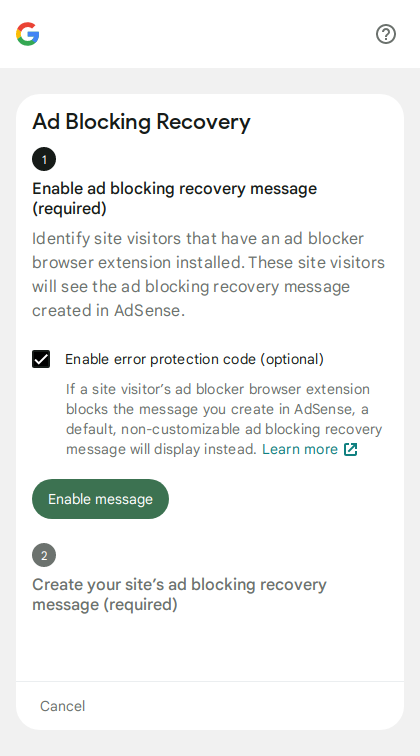 Ad Blocking Recovery
1
Enable ad blocking recovery message
(required)
Identify site visitors that have an ad blocker
browser extension installed. These site visitors
will see the ad blocking recovery message
created in AdSense.
Enable error protection code (optional)
If a site visitor’s ad blocker browser extension
blocks the message you create in AdSense, a
default, non-customizable ad blocking recovery
message will display instead. Learn more
Enable message
2
Create your site’s ad blocking recovery
message (required)
Cancel